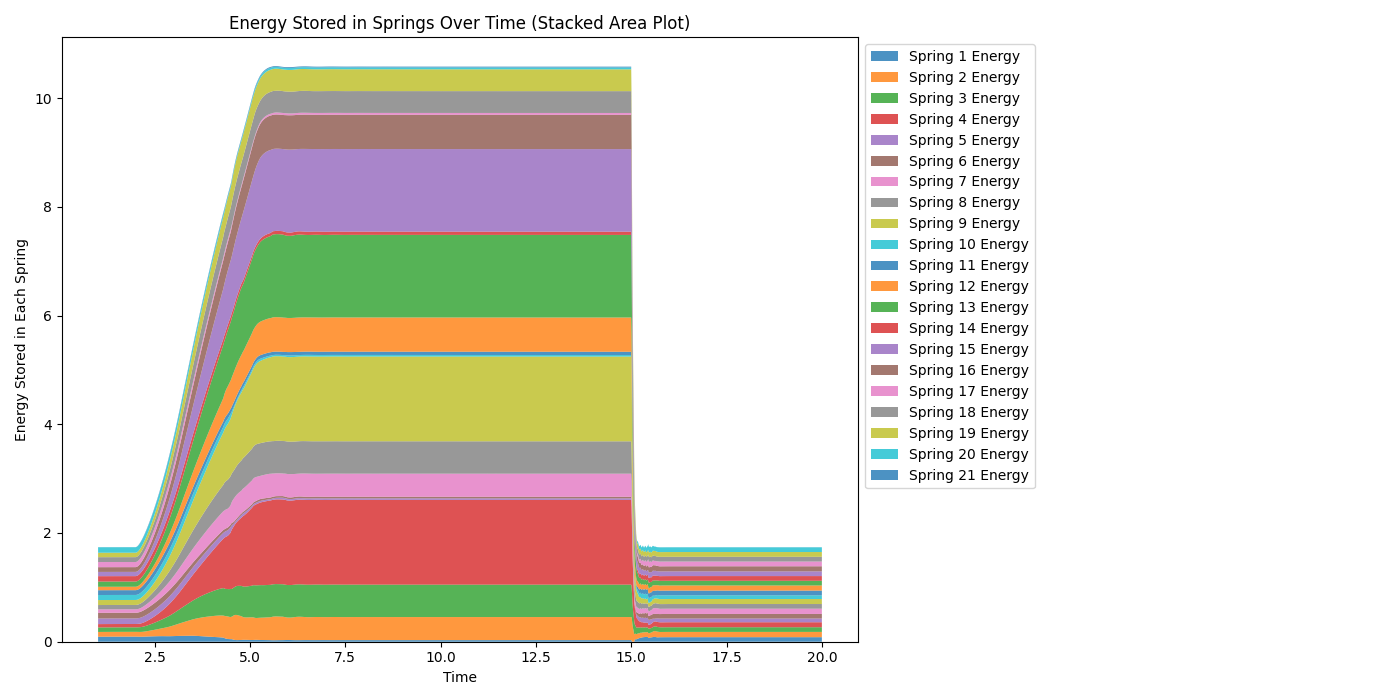 Energy Stored in Springs Over Time (Stacked Area Plot)
Energy Stored in Each Spring
10
8
6
4
2
0
2.5
5.0
7.5
10.0
12.5
15.0
17.5
20.0
Time
Spring 1 Energy
Spring 2 Energy
Spring 3 Energy
Spring 4 Energy
Spring 5 Energy
Spring 6 Energy
Spring 7 Energy
Spring 8 Energy
Spring 9 Energy
Spring 10 Energy
Spring 11 Energy
Spring 12 Energy
Spring 13 Energy
Spring 14 Energy
Spring 15 Energy
Spring 16 Energy
Spring 17 Energy
Spring 18 Energy
Spring 19 Energy
Spring 20 Energy
Spring 21 Energy